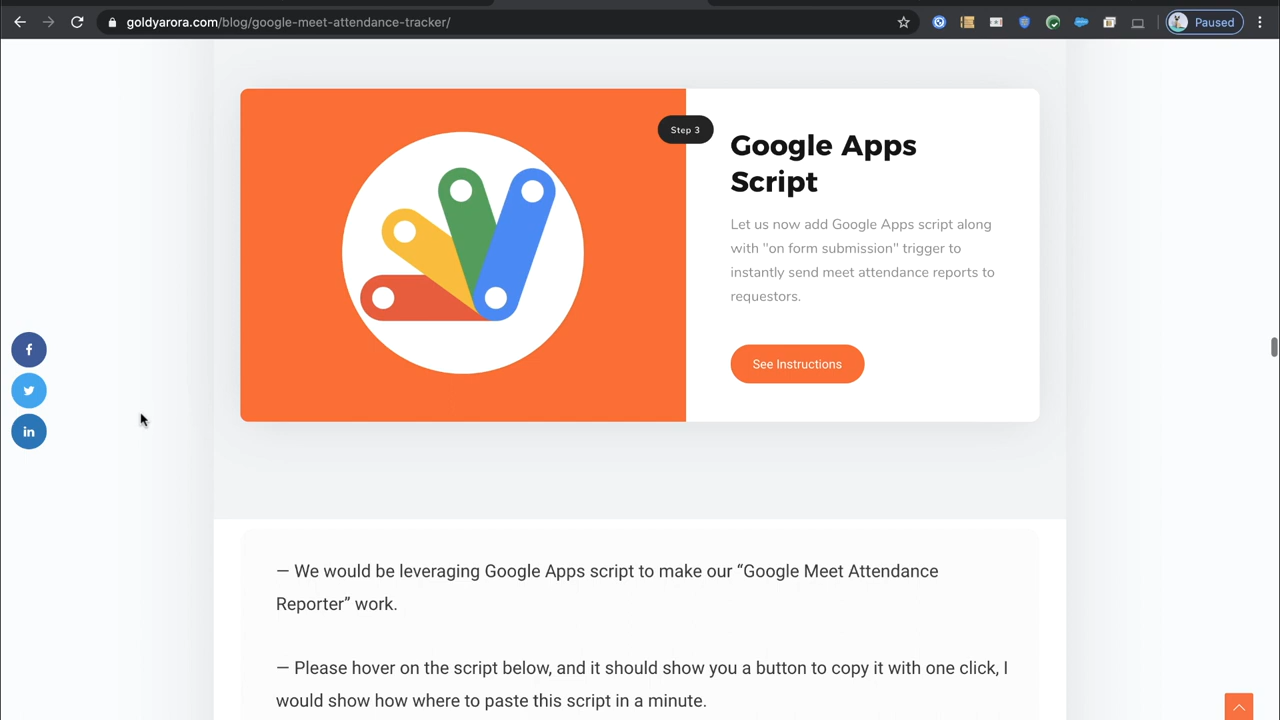 goldyarora.com/blog/google-meet-attendance-tracker/
Paused
Step 3
Google Apps
Script
Let us now add Google Apps script along
with "on form submission" trigger to
instantly send meet attendance reports to
requestors.
See Instructions
f
in
— We would be leveraging Google Apps script to make our “Google Meet Attendance
Reporter” work.
— Please hover on the script below, and it should show you a button to copy it with one click, I
would show how where to paste this script in a minute.